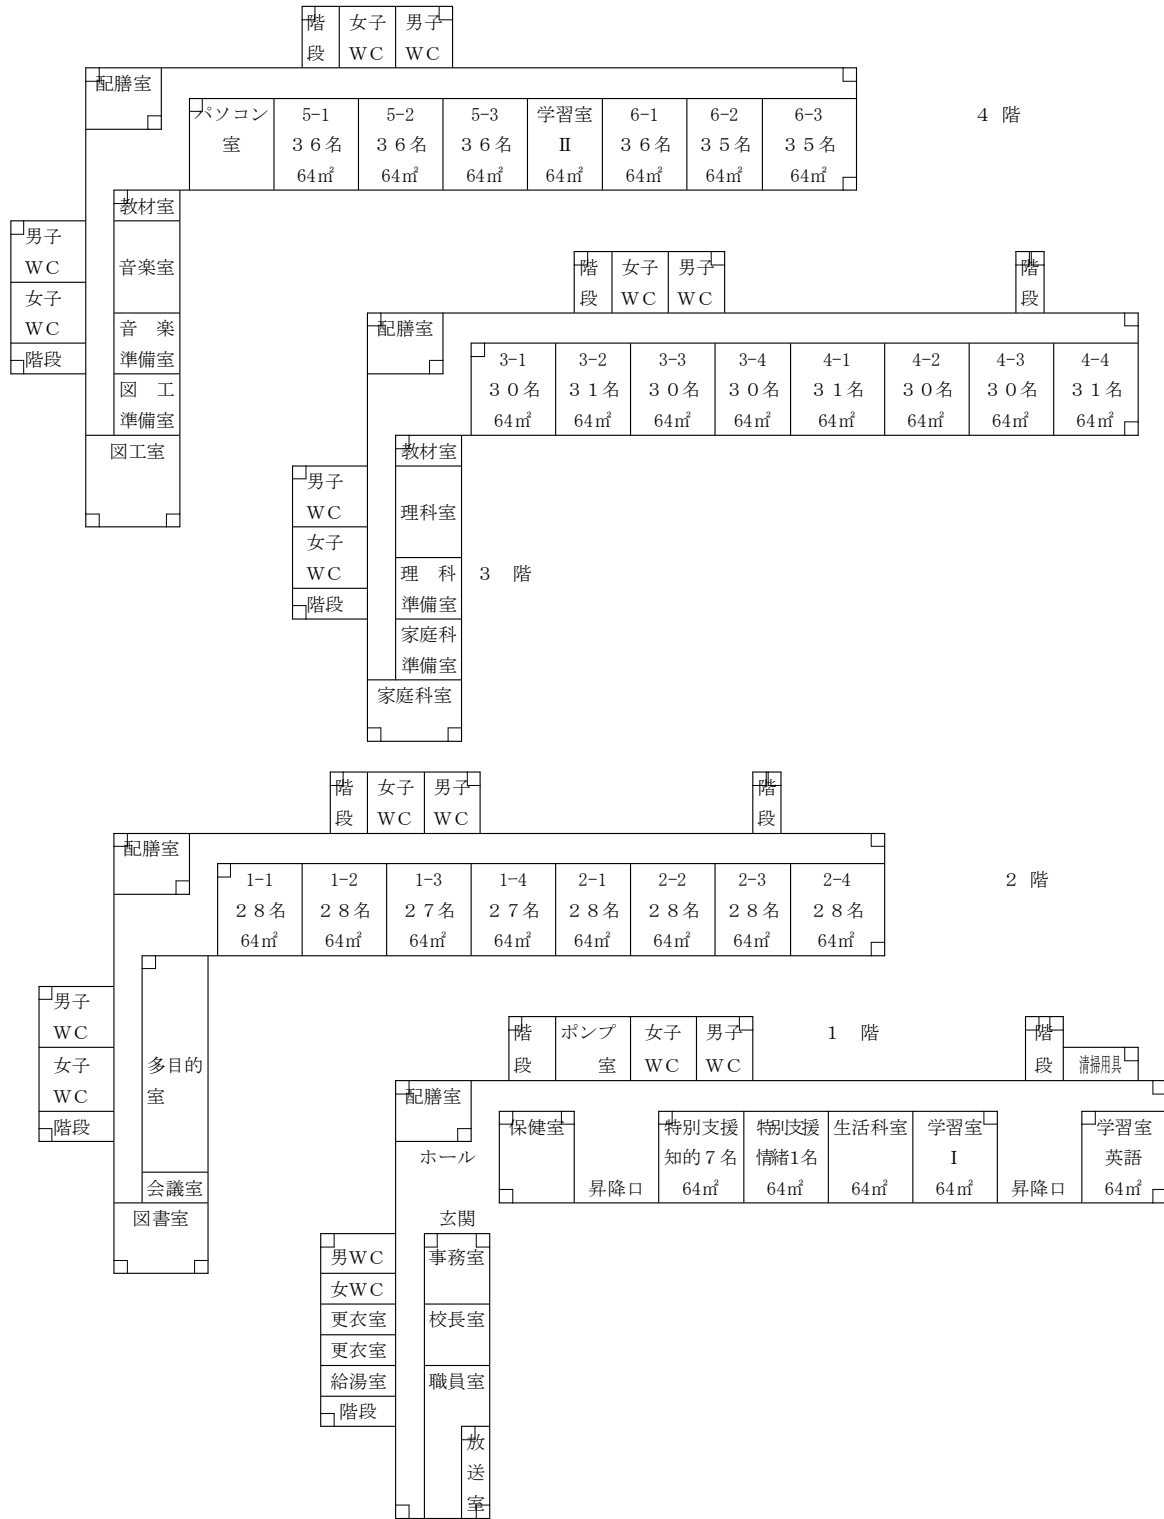 階 女子 男子
段 WC WC
配膳室
パソコン 5-1 5-2 5-3 学習室 6-1 6-2 6-3 4 階
室 36名 36名 36名 Ⅱ 36名 35名 35名
64㎡ 64㎡ 64㎡ 64㎡ 64㎡ 64㎡ 64㎡
教材室
男子
WC 音楽室
女子
WC 音 楽
階段 準備室
図 工
準備室
図工室
階 女子 男子 階
段 WC WC 段
配膳室
3-1 3-2 3-3 3-4 4-1 4-2 4-3 4-4
30名 31名 30名 30名 31名 30名 30名 31名
64㎡ 64㎡ 64㎡ 64㎡ 64㎡ 64㎡ 64㎡ 64㎡
教材室
男子
WC 理科室
女子
WC 理 科 3 階
階段 準備室
家庭科
準備室
家庭科室
階 女子 男子 階
段 WC WC 段
配膳室
1-1 1-2 1-3 1-4 2-1 2-2 2-3 2-4 2 階
28名 28名 27名 27名 28名 28名 28名 28名
64㎡ 64㎡ 64㎡ 64㎡ 64㎡ 64㎡ 64㎡ 64㎡
男子
WC
女子 多目的
WC 室
階段
会議室
図書室
階 ポンプ 女子 男子 1 階 階
段 室 WC WC 段 清掃用具
配膳室
保健室 特別支援 特別支援 生活科室 学習室 学習室
ホール 知的7名 情緒1名 Ⅰ 英語
昇降口 64㎡ 64㎡ 64㎡ 64㎡ 昇降口 64㎡
玄関
男WC 事務室
女WC
更衣室 校長室
更衣室
給湯室 職員室
階段
放
送
室